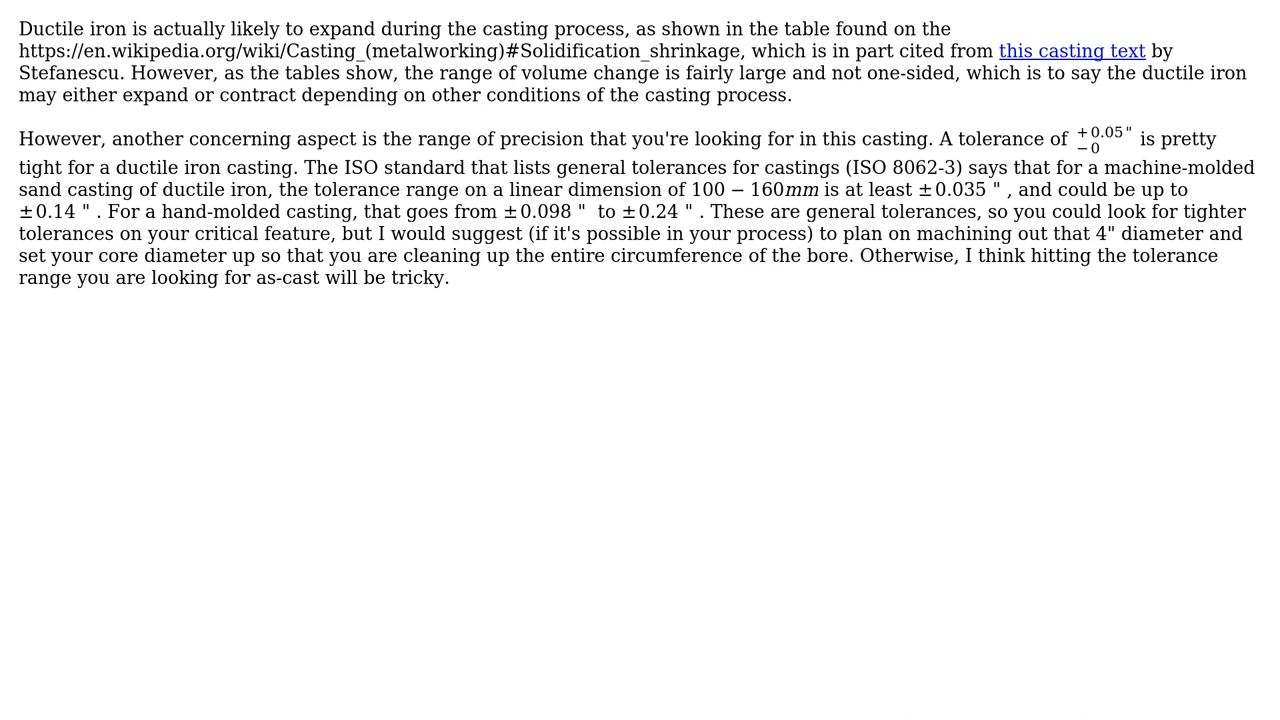 Ductile iron is actually likely to expand during the casting process, as shown in the table found on the
https://en.wikipedia.org/wiki/Casting_(metalworking)#Solidification_shrinkage, which is in part cited from this casting text by
Stefanescu. However, as the tables show, the range of volume change is fairly large and not one-sided, which is to say the ductile iron
may either expand or contract depending on other conditions of the casting process.
However, another concerning aspect is the range of precision that you're looking for in this casting. A tolerance of +0.05" −0 is pretty
tight for a ductile iron casting. The ISO standard that lists general tolerances for castings (ISO 8062-3) says that for a machine-molded
sand casting of ductile iron, the tolerance range on a linear dimension of 100 − 160mm is at least ±0.035 " , and could be up to
±0.14 " . For a hand-molded casting, that goes from ±0.098 " to ±0.24 " . These are general tolerances, so you could look for tighter
tolerances on your critical feature, but I would suggest (if it's possible in your process) to plan on machining out that 4" diameter and
set your core diameter up so that you are cleaning up the entire circumference of the bore. Otherwise, I think hitting the tolerance
range you are looking for as-cast will be tricky.